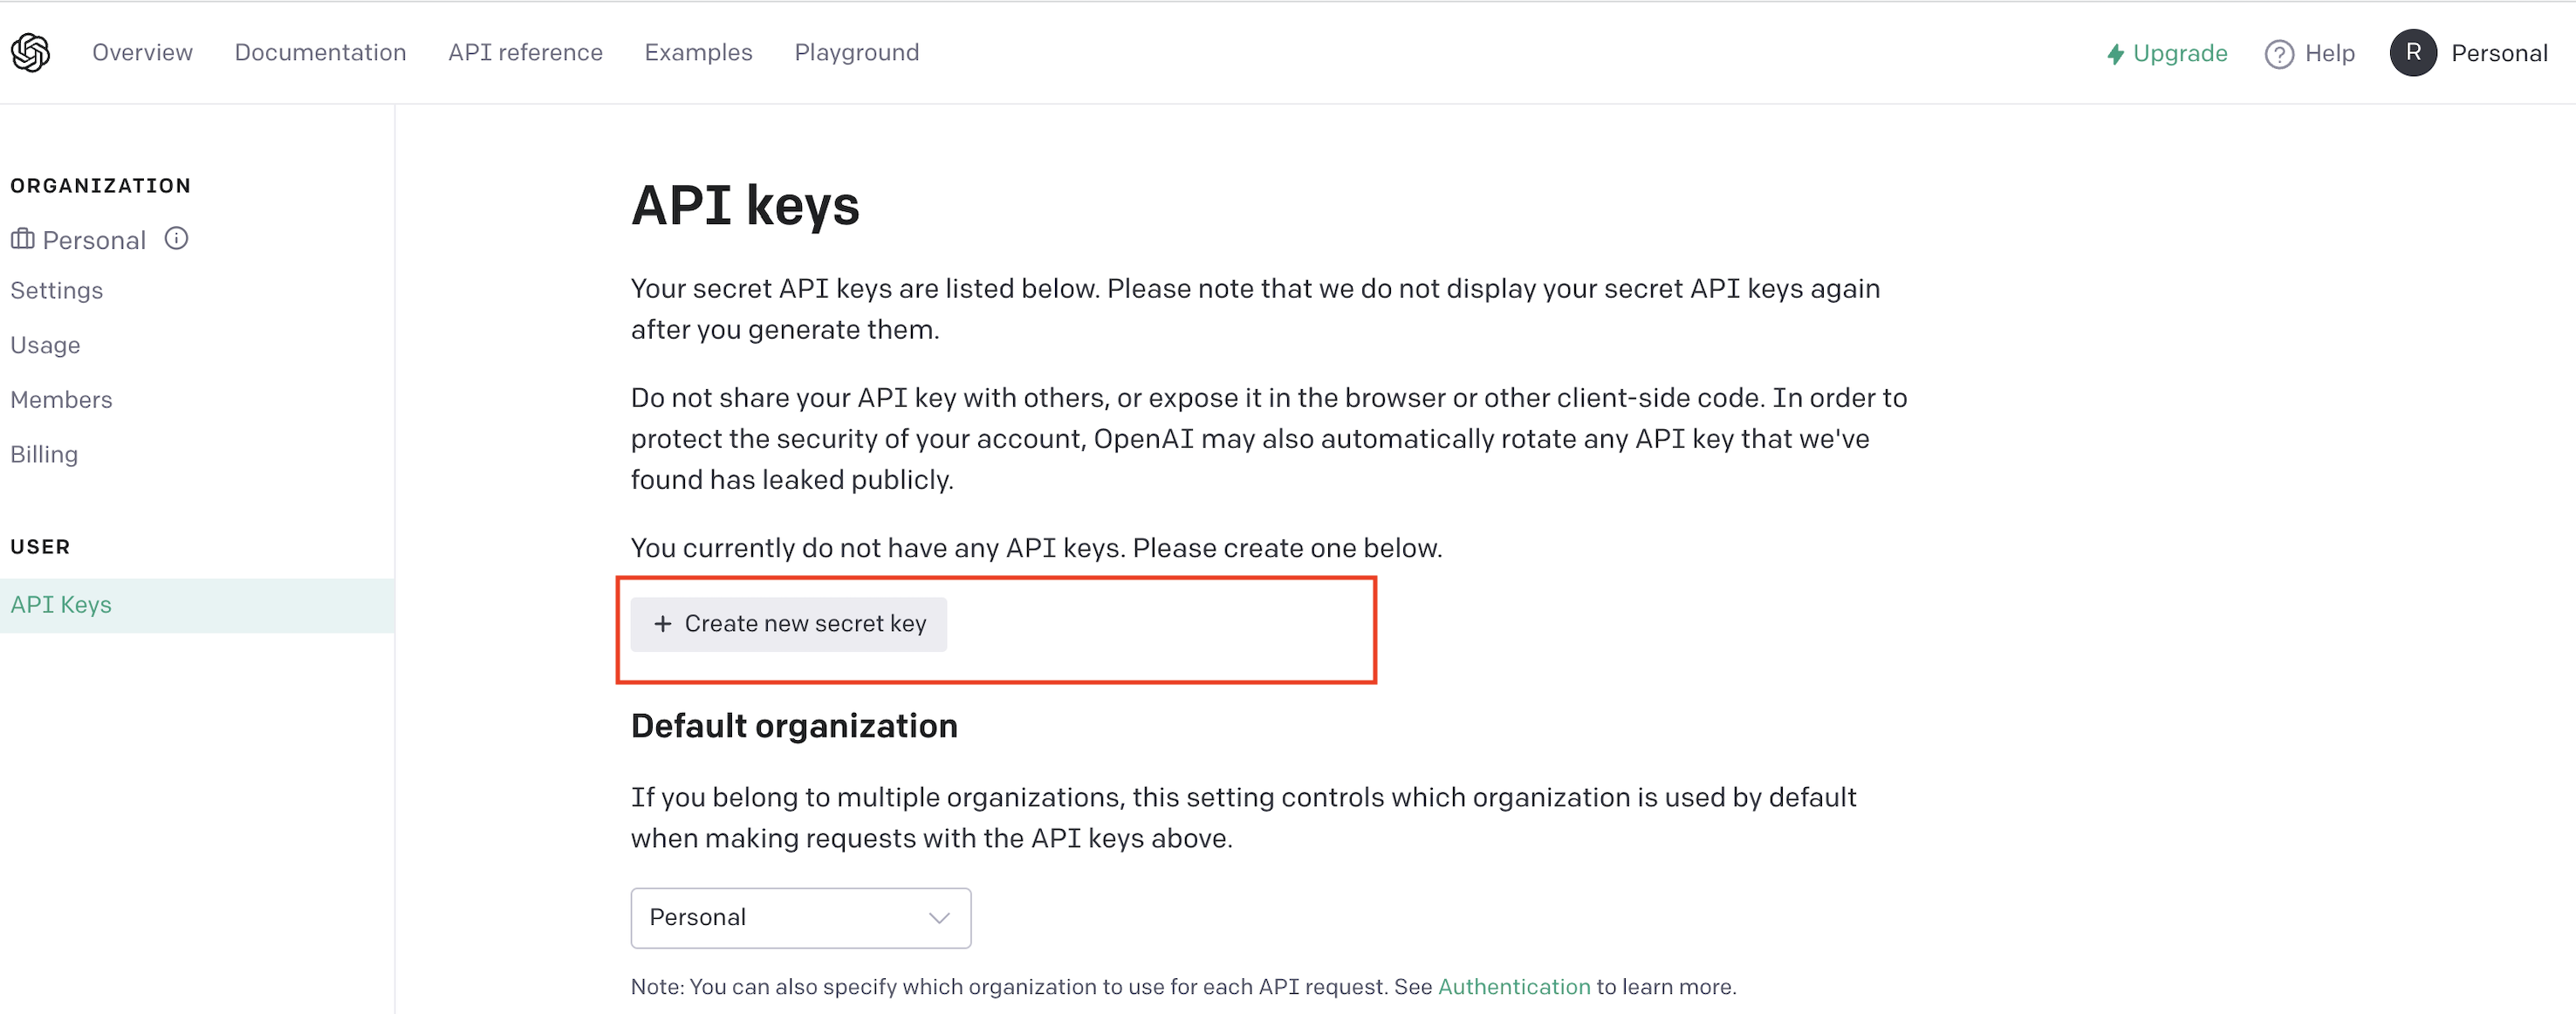 Overview Documentation API reference Examples Playground Upgrade Help R Personal
ORGANIZATION
Personal
Settings
Usage
Members
Billing
USER
API Keys
API keys
Your secret API keys are listed below. Please note that we do not display your secret API keys again
after you generate them.
Do not share your API key with others, or expose it in the browser or other client-side code. In order to
protect the security of your account, OpenAI may also automatically rotate any API key that we've
found has leaked publicly.
You currently do not have any API keys. Please create one below.
+ Create new secret key
Default organization
If you belong to multiple organizations, this setting controls which organization is used by default
when making requests with the API keys above.
Personal
Note: You can also specify which organization to use for each API request. See Authentication to learn more.